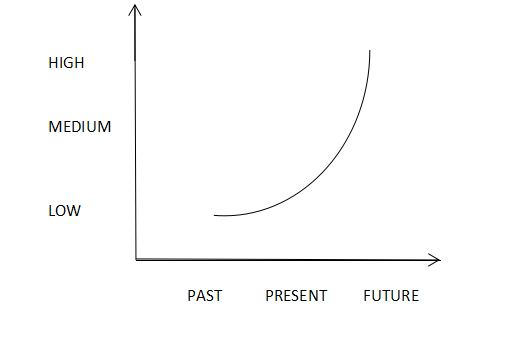 HIGH
MEDIUM
LOW
PAST PRESENT FUTURE